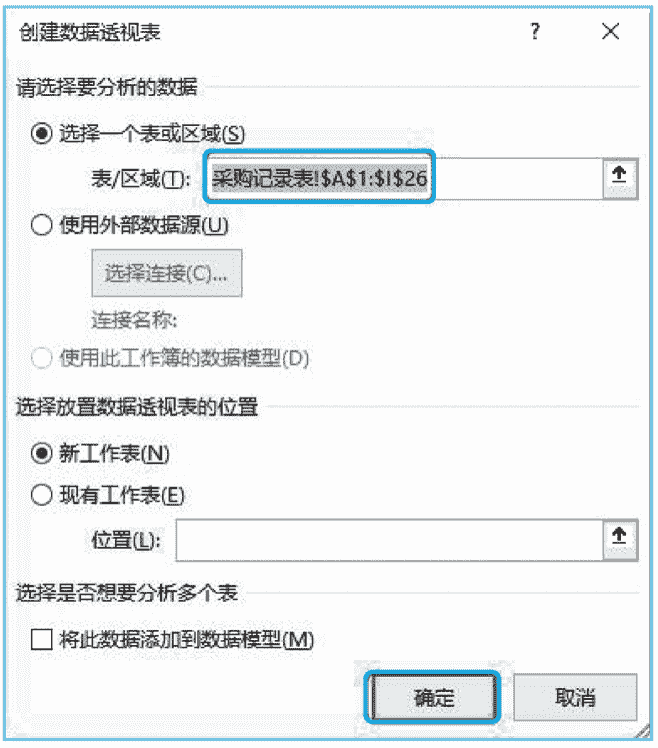 创建数据透视表 ? ×
请选择要分析的数据
选择一个表或区域(S)
表/区域(T): 采购记录表!$A$1:$I$26
使用外部数据源(U)
选择连接(C)...
连接名称:
使用此工作簿的数据模型(D)
选择放置数据透视表的位置
新工作表(N)
现有工作表(E)
位置(L):
选择是否想要分析多个表
将此数据添加到数据模型(M)
确定 取消